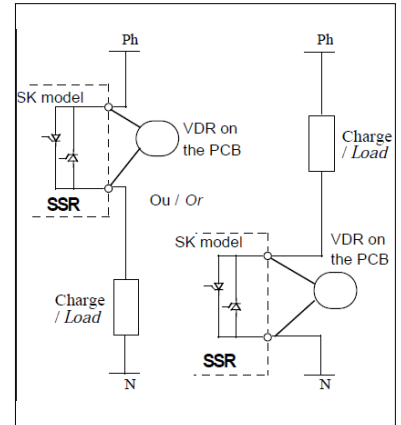 Ph
SK model
VDR on
the PCB
SSR
Charge
/ Load
N
Ou / Or
Ph
Charge
/ Load
SK model
VDR on
the PCB
SSR
N